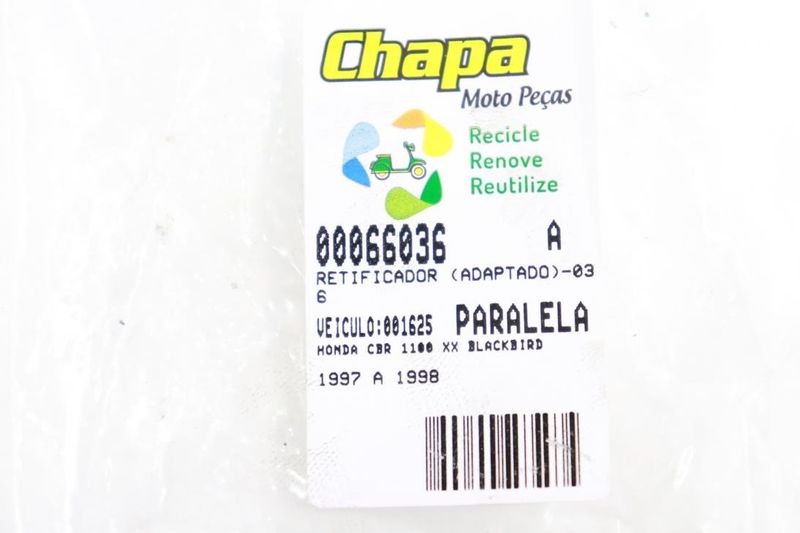 Chapa
Moto Peças
Recicle
Renove
Reutilize
00066036 A
RETIFICADOR (ADAPTADO)-03
6
VEICULO:001625 PARALELA
HONDA CBR 1100 XX BLACKBIRD
1997 A 1998